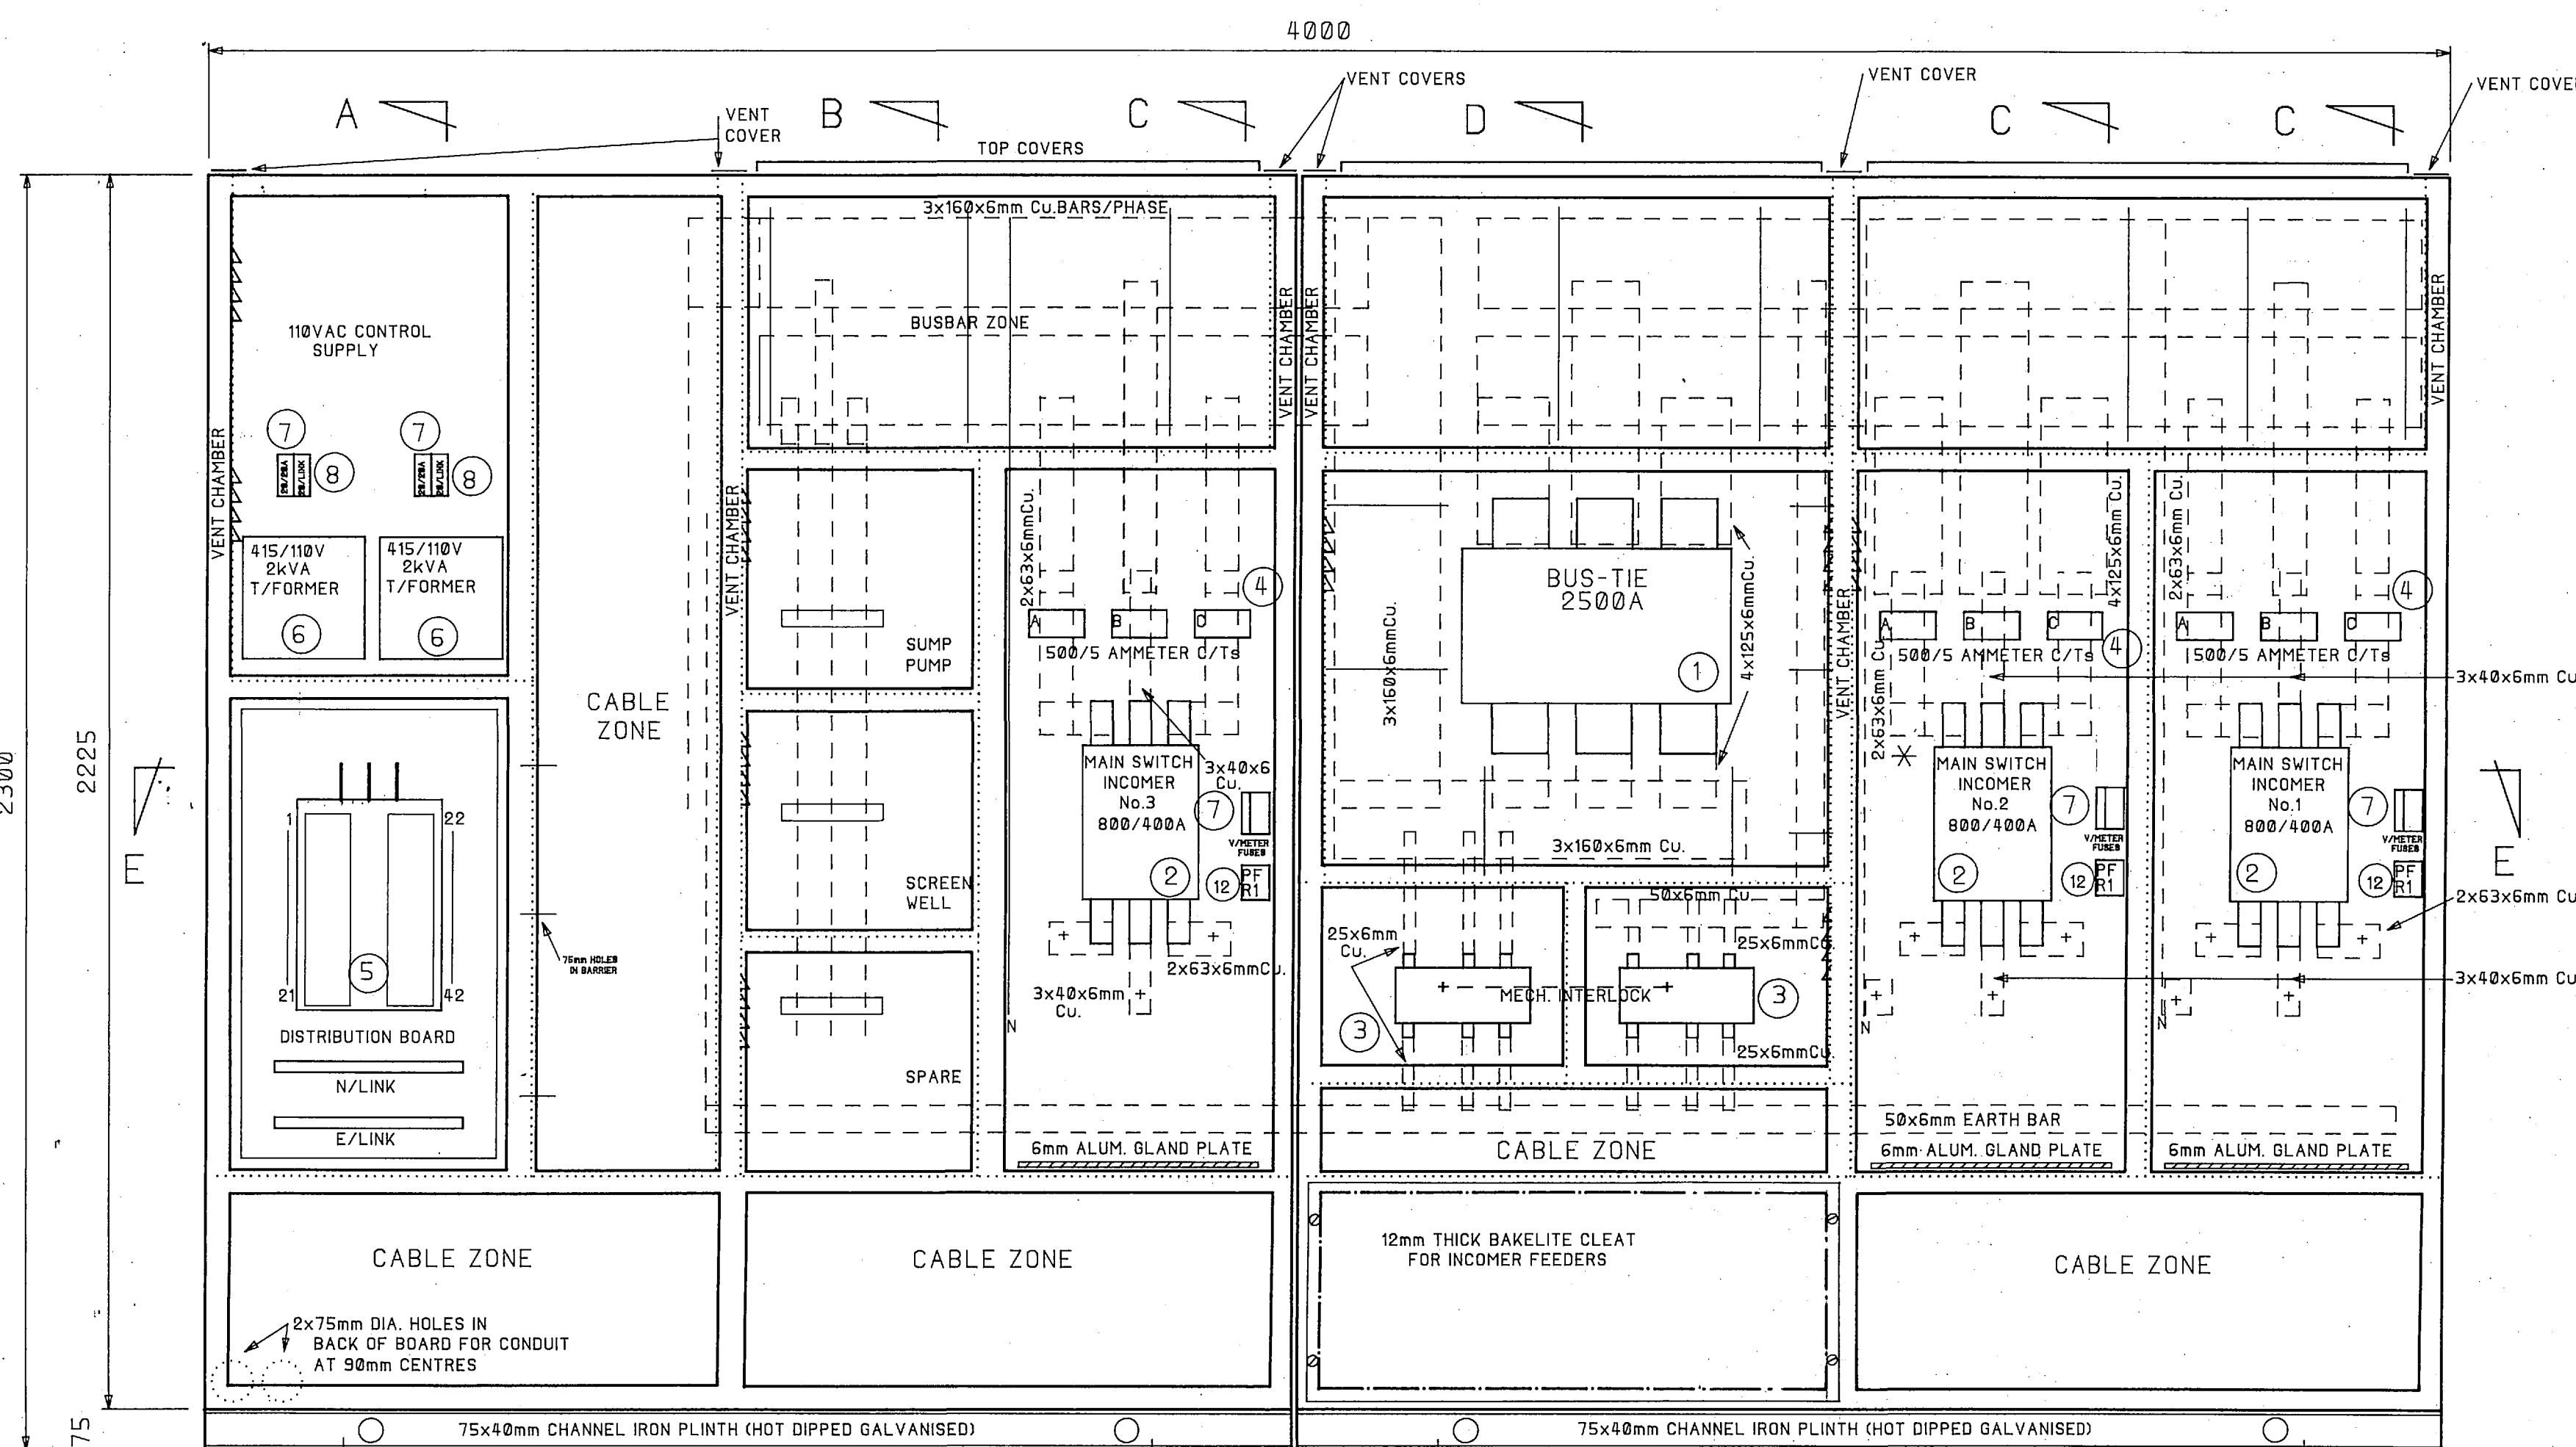 4000
VENT COVERS
VENT COVER
VENT COVE
A
B
C
D
C
C
VENT
COVER
TOP COVERS
3x160x6mm Cu.BARS/PHASE
BUSBAR ZONE
VENT CHAMBER
VENT CHAMBER
VENT CHAMBER
110VAC CONTROL
SUPPLY
7
7
20/20A
20/LINK
8
20/20A
20/LINK
8
VENT CHAMBER
415/110V
2kVA
T/FORMER
6
415/110V
2kVA
T/FORMER
6
CABLE
ZONE
VENT CHAMBER
SUMP
PUMP
2x63x6mmCu.
4
A
B
C
500/5 AMMETER C/Ts
BUS-TIE
2500A
1
3x160x6mmCu.
4x125x6mmCu.
VENT CHAMBER
4x125x6mm Cu.
2x63x6mm Cu.
4
A
B
C
500/5 AMMETER C/Ts
4
A
B
C
500/5 AMMETER C/Ts
2x63x6mm Cu
3x40x6mm Cu
2300
2225
E
E
MAIN SWITCH
INCOMER
No.3
800/400A
2
3x40x6
Cu.
7
V/METER
FUSES
12
PF
R1
3x160x6mm Cu.
MAIN SWITCH
INCOMER
No.2
800/400A
2
7
V/METER
FUSES
12
PF
R1
MAIN SWITCH
INCOMER
No.1
800/400A
2
7
V/METER
FUSES
12
PF
R1
2x63x6mm Cu
1
22
21
42
5
DISTRIBUTION BOARD
N/LINK
E/LINK
75mm HOLES
IN BARRIER
SCREEN
WELL
SPARE
2x63x6mmCu.
3x40x6mm
Cu.
N
50x6mm Cu
25x6mm
Cu.
25x6mmCu.
MECH. INTERLOCK
3
3
25x6mmCu.
3x40x6mm Cu
N
N
50x6mm EARTH BAR
6mm ALUM. GLAND PLATE
CABLE ZONE
6mm ALUM. GLAND PLATE
6mm ALUM. GLAND PLATE
CABLE ZONE
CABLE ZONE
12mm THICK BAKELITE CLEAT
FOR INCOMER FEEDERS
CABLE ZONE
2x75mm DIA. HOLES IN
BACK OF BOARD FOR CONDUIT
AT 90mm CENTRES
75
75x40mm CHANNEL IRON PLINTH (HOT DIPPED GALVANISED)
75x40mm CHANNEL IRON PLINTH (HOT DIPPED GALVANISED)